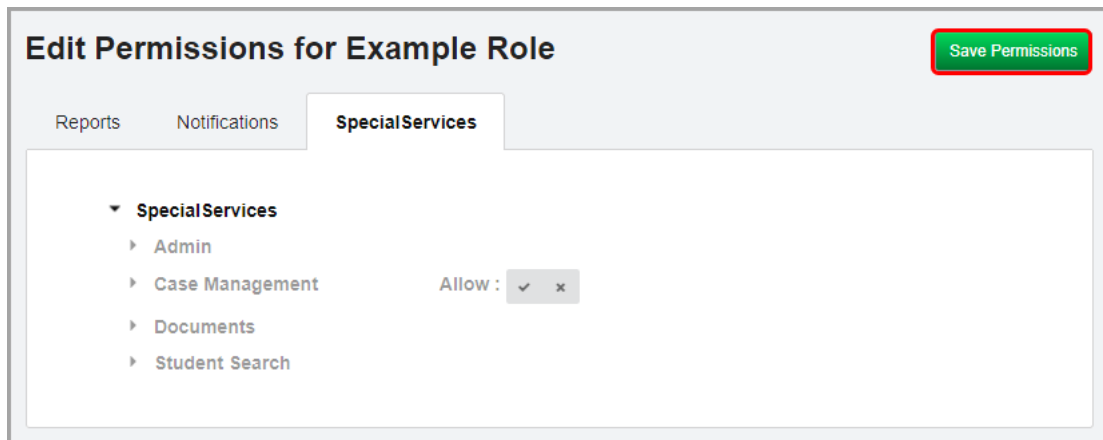 Edit Permissions for Example Role
Save Permissions
Reports Notifications SpecialServices
SpecialServices
Admin
Case Management Allow :
Documents
Student Search